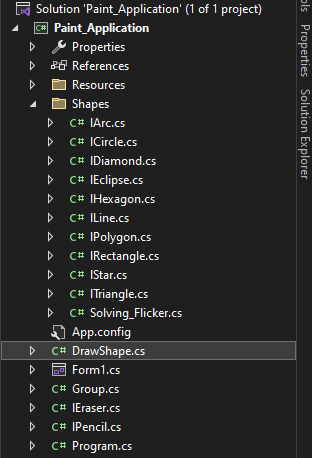 Solution 'Paint_Application' (1 of 1 project)
Paint_Application
Properties
References
Resources
Shapes
C# IArc.cs
C# ICircle.cs
C# IDiamond.cs
C# IEclipse.cs
C# IHexagon.cs
C# ILine.cs
C# IPolygon.cs
C# IRectangle.cs
C# IStar.cs
C# ITriangle.cs
C# Solving_Flicker.cs
App.config
C# DrawShape.cs
Form1.cs
C# Group.cs
C# IEraser.cs
C# IPencil.cs
C# Program.cs
Properties
Solution Explorer